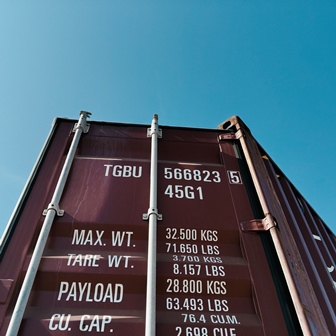 TGBU 566823 5
45G1
MAX. WT. 32.500 KGS
71.650 LBS
TARE WT. 3.700 KGS
8.157 LBS
PAYLOAD 28.800 KGS
63.493 LBS
CU. CAP. 76.4 CU.M.
2.698 CU.F